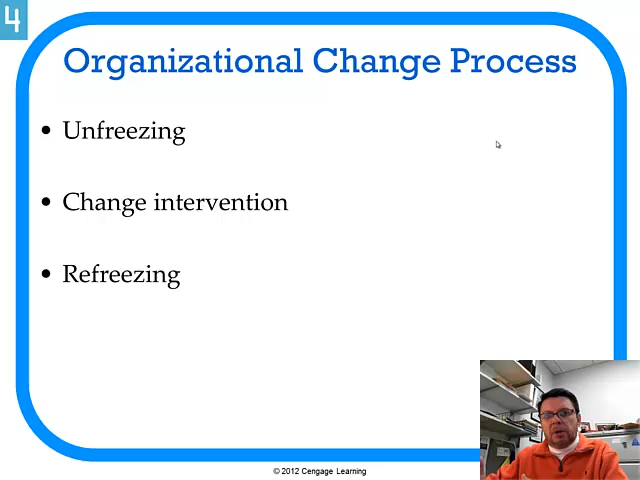 4
Organizational Change Process
• Unfreezing
• Change intervention
• Refreezing
© 2012 Cengage Learning